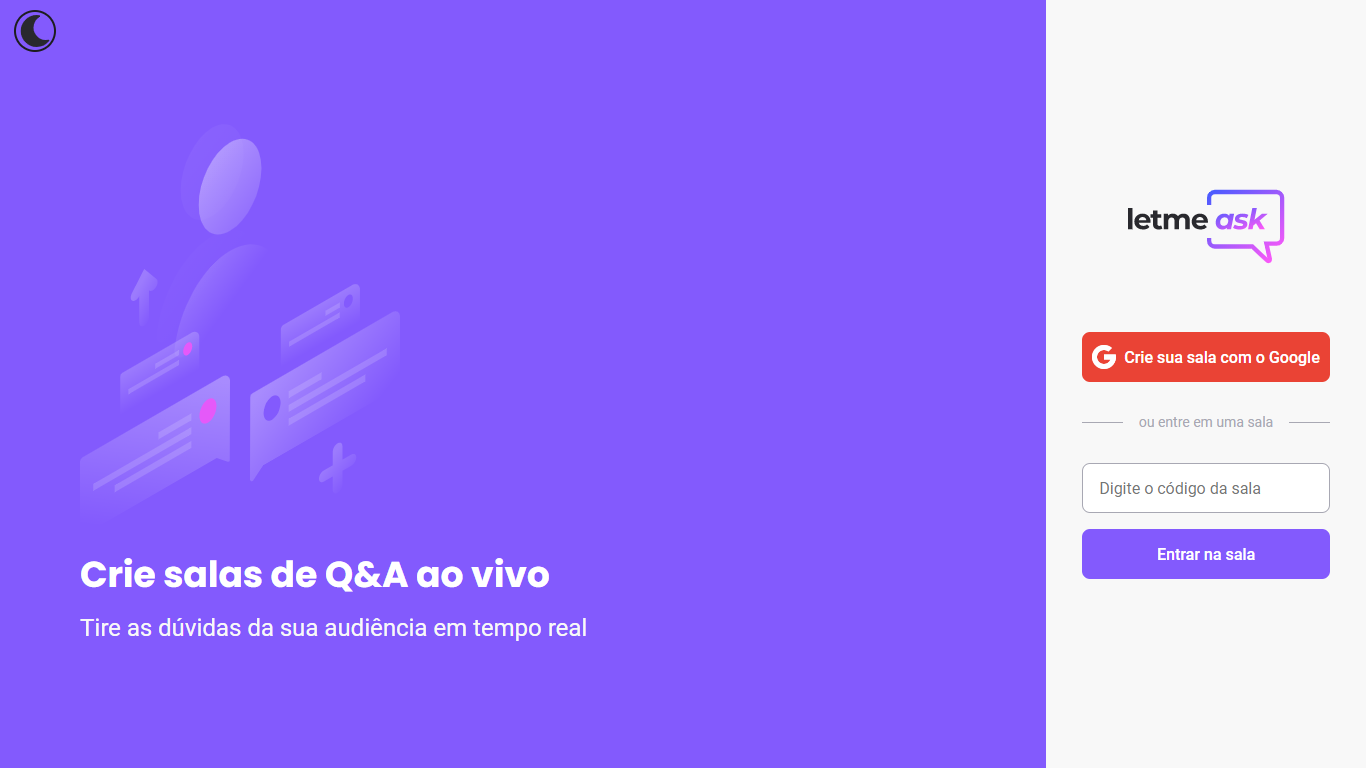 Crie salas de Q&A ao vivo
Tire as dúvidas da sua audiência em tempo real
letme ask
Crie sua sala com o Google
ou entre em uma sala
Digite o código da sala
Entrar na sala